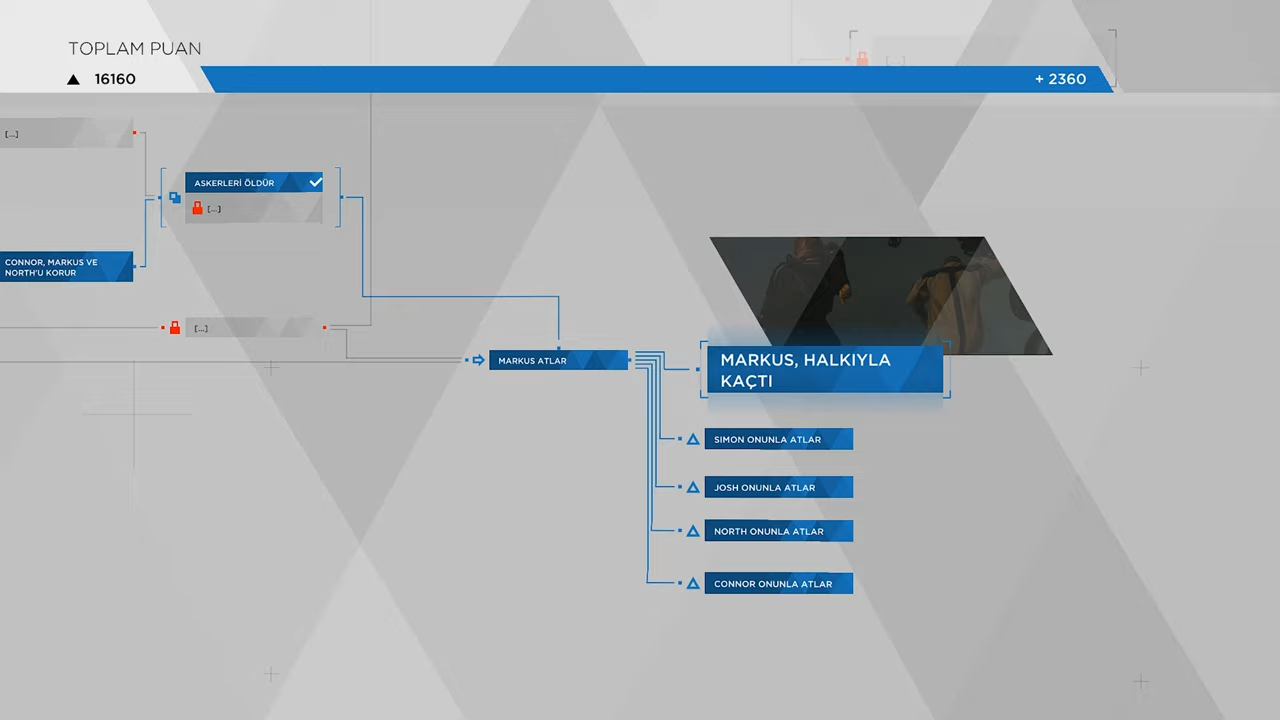 TOPLAM PUAN
16160
+ 2360
[...]
[...]
ASKERLERİ ÖLDÜR
[...]
CONNOR, MARKUS VE
NORTH'U KORUR
[...]
MARKUS ATLAR
MARKUS, HALKIYLA
KAÇTI
SIMON ONUNLA ATLAR
JOSH ONUNLA ATLAR
NORTH ONUNLA ATLAR
CONNOR ONUNLA ATLAR